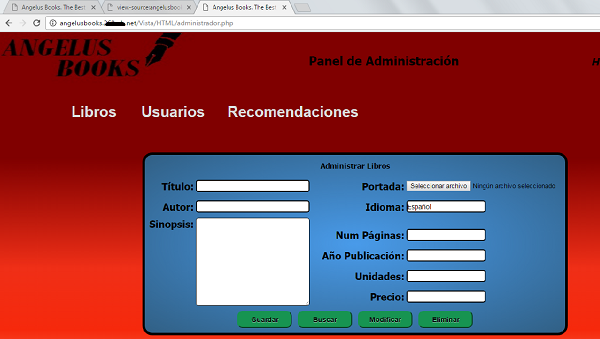 Angelus Books. The Best
view-source:angelusbook
Angelus Books. The Best
angelusbooks. .net/Vista/HTML/administrador.php
ANGELUS
BOOKS
Panel de Administración
H
Libros Usuarios Recomendaciones
Administrar Libros
Título:
Portada: Seleccionar archivo Ningún archivo seleccionado
Autor:
Idioma: Español
Sinopsis:
Num Páginas:
Año Publicación:
Unidades:
Precio:
Guardar Buscar Modificar Eliminar